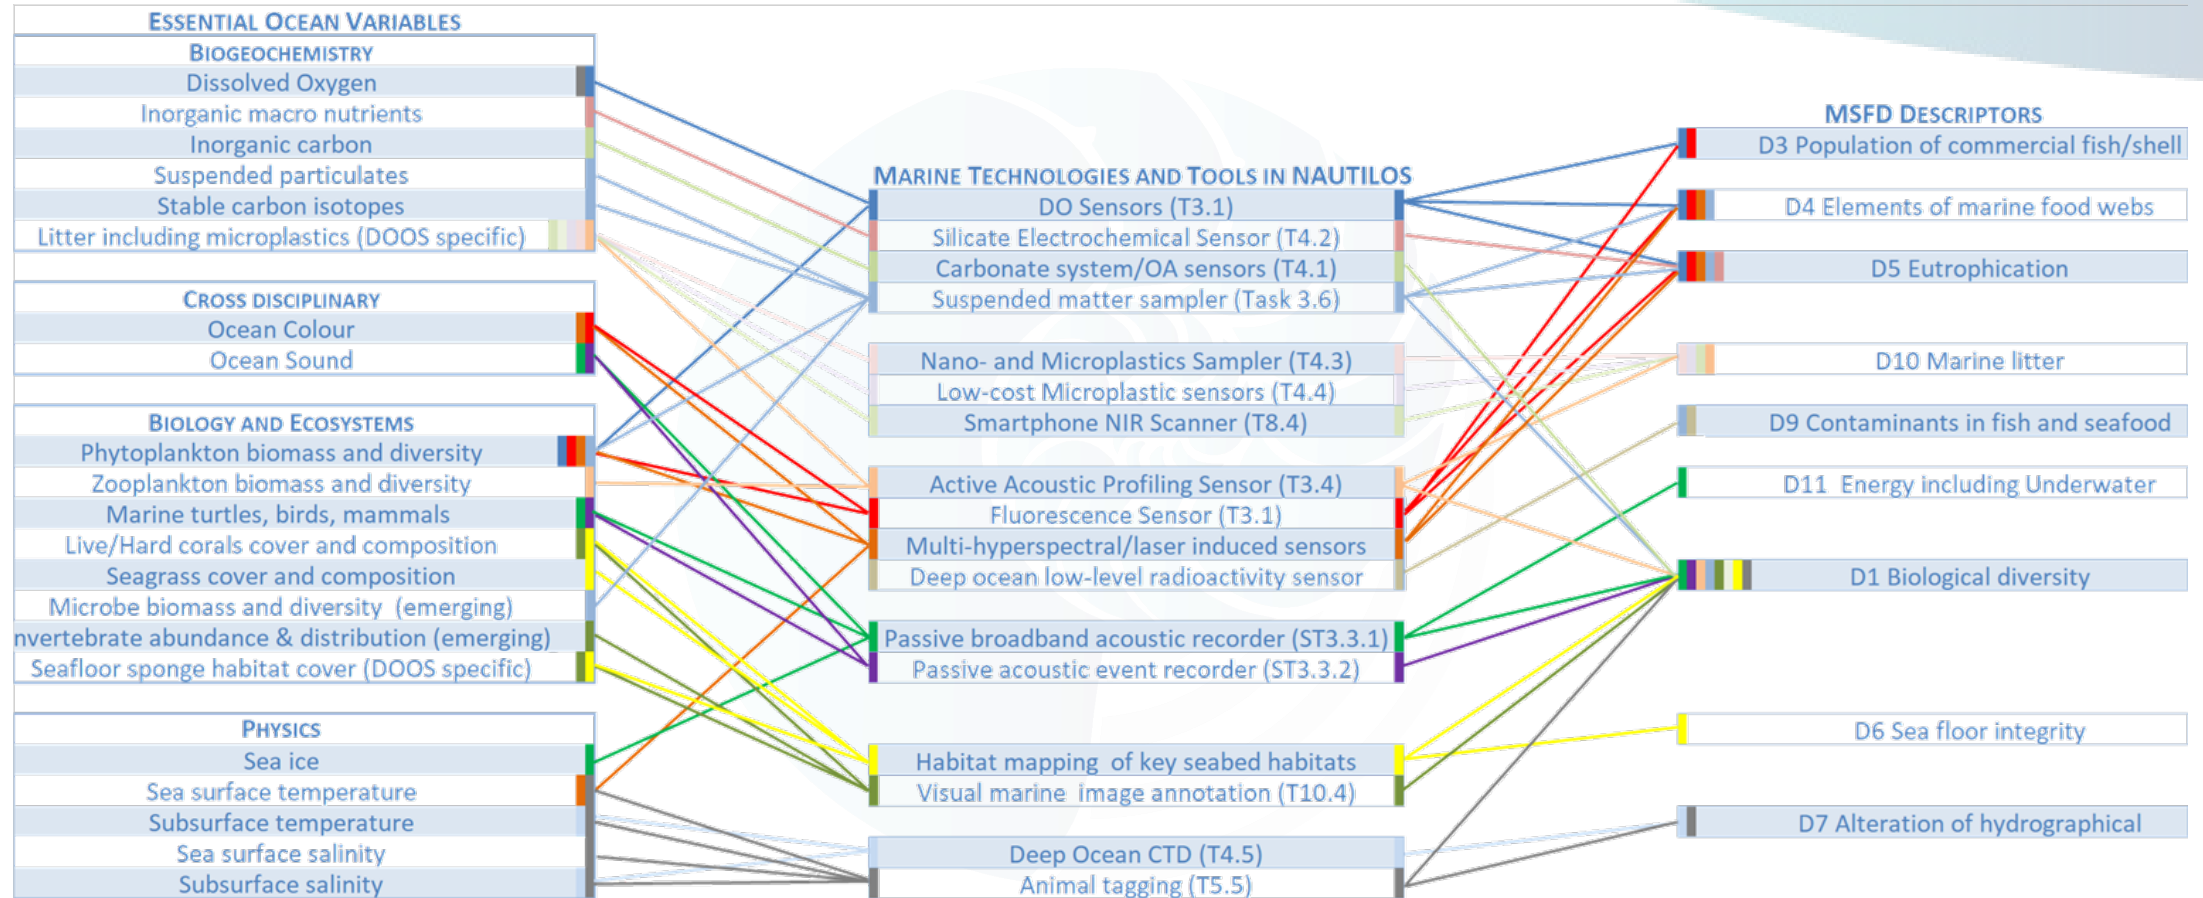 ESSENTIAL OCEAN VARIABLES
BIOGEOCHEMISTRY
Dissolved Oxygen
Inorganic macro nutrients
Inorganic carbon
Suspended particulates
Stable carbon isotopes
Litter including microplastics (DOOS specific)
CROSS DISCIPLINARY
Ocean Colour
Ocean Sound
BIOLOGY AND ECOSYSTEMS
Phytoplankton biomass and diversity
Zooplankton biomass and diversity
Marine turtles, birds, mammals
Live/Hard corals cover and composition
Seagrass cover and composition
Microbe biomass and diversity (emerging)
nvertebrate abundance & distribution (emerging)
Seafloor sponge habitat cover (DOOS specific)
PHYSICS
Sea ice
Sea surface temperature
Subsurface temperature
Sea surface salinity
Subsurface salinity
MARINE TECHNOLOGIES AND TOOLS IN NAUTILOS
DO Sensors (T3.1)
Silicate Electrochemical Sensor (T4.2)
Carbonate system/OA sensors (T4.1)
Suspended matter sampler (Task 3.6)
Nano- and Microplastics Sampler (T4.3)
Low-cost Microplastic sensors (T4.4)
Smartphone NIR Scanner (T8.4)
Active Acoustic Profiling Sensor (T3.4)
Fluorescence Sensor (T3.1)
Multi-hyperspectral/laser induced sensors
Deep ocean low-level radioactivity sensor
Passive broadband acoustic recorder (ST3.3.1)
Passive acoustic event recorder (ST3.3.2)
Habitat mapping of key seabed habitats
Visual marine image annotation (T10.4)
Deep Ocean CTD (T4.5)
Animal tagging (T5.5)
MSFD DESCRIPTORS
D3 Population of commercial fish/shell
D4 Elements of marine food webs
D5 Eutrophication
D10 Marine litter
D9 Contaminants in fish and seafood
D11 Energy including Underwater
D1 Biological diversity
D6 Sea floor integrity
D7 Alteration of hydrographical